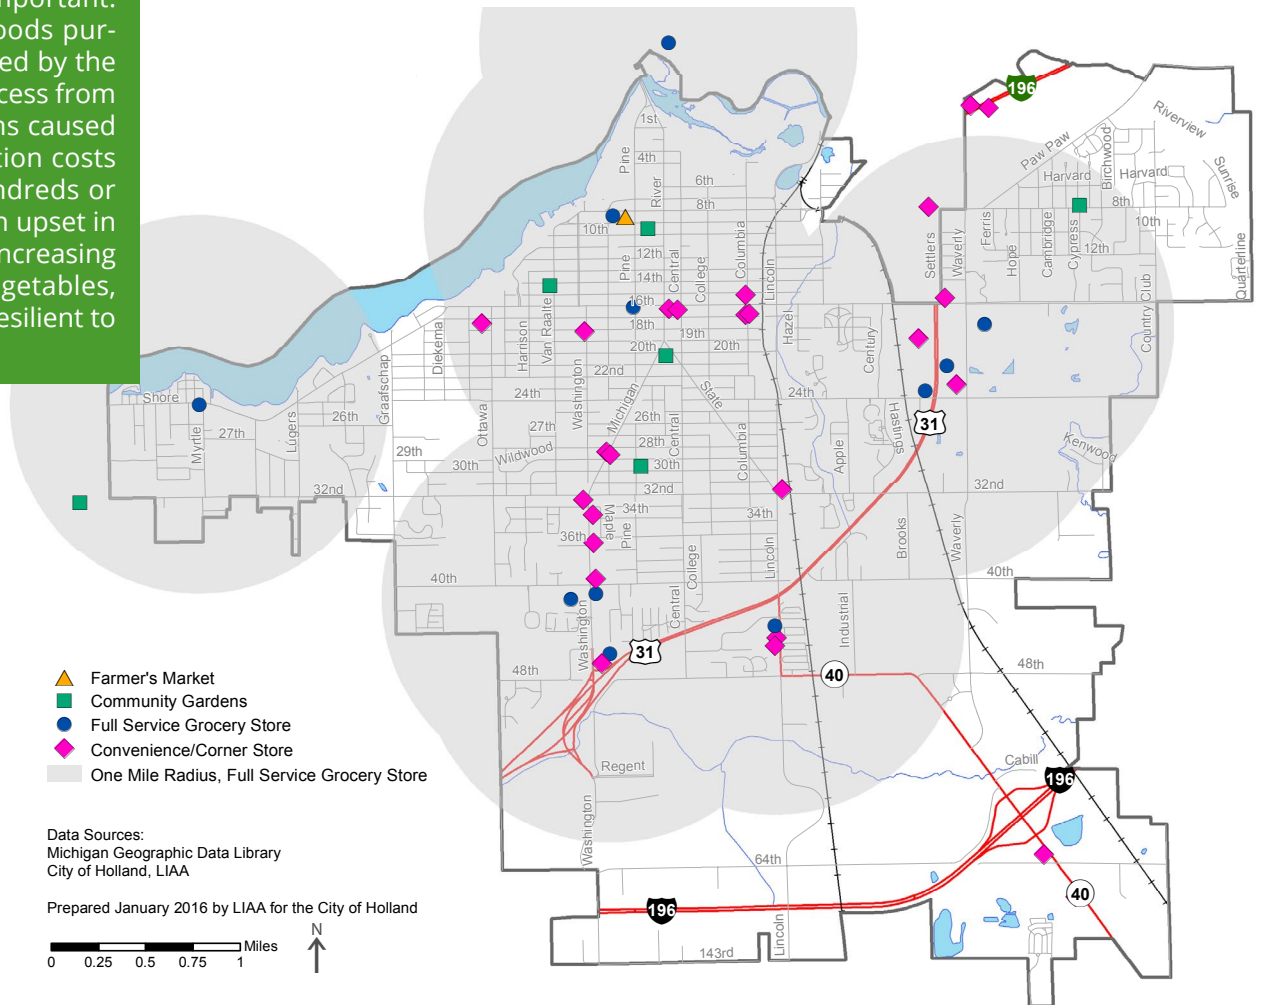 mportant.
oods pur-
ed by the
cess from
ns caused
tion costs
ndreds or
n upset in
ncreasing
getables,
esilient to
196
Riverview
1st
Paw Paw
Birchwood
Pine
4th
Harvard
Harvard
Sunrise
River
6th
8th
8th
10th
10th
Columbia
Settlers
Waverly
Ferris
Hope
Cambridge
Cypress
12th
Quarterline
12th
Pine
Central
College
Lincoln
14th
16th
Country Club
Diekema
Harrison
Van Raalte
18th
19th
Hazel
Century
20th
20th
Graafschap
22nd
Washington
Michigan
State
24th
24th
Shore
Myrtle
27th
Lugers
26th
Ottawa
27th
26th
Central
Columbia
Apple
Hastings
31
28th
Kenwood
29th
Wildwood
30th
30th
32nd
32nd
32nd
34th
34th
Maple
Pine
36th
Brooks
Waverly
College
Lincoln
40th
40th
Washington
Central
Industrial
31
48th
48th
40
Farmer's Market
Community Gardens
Full Service Grocery Store
Convenience/Corner Store
One Mile Radius, Full Service Grocery Store
Regent
Cabill
196
Washington
Data Sources:
Michigan Geographic Data Library
City of Holland, LIAA
64th
40
Prepared January 2016 by LIAA for the City of Holland
196
Lincoln
N
Miles
0 0.25 0.5 0.75 1
143rd